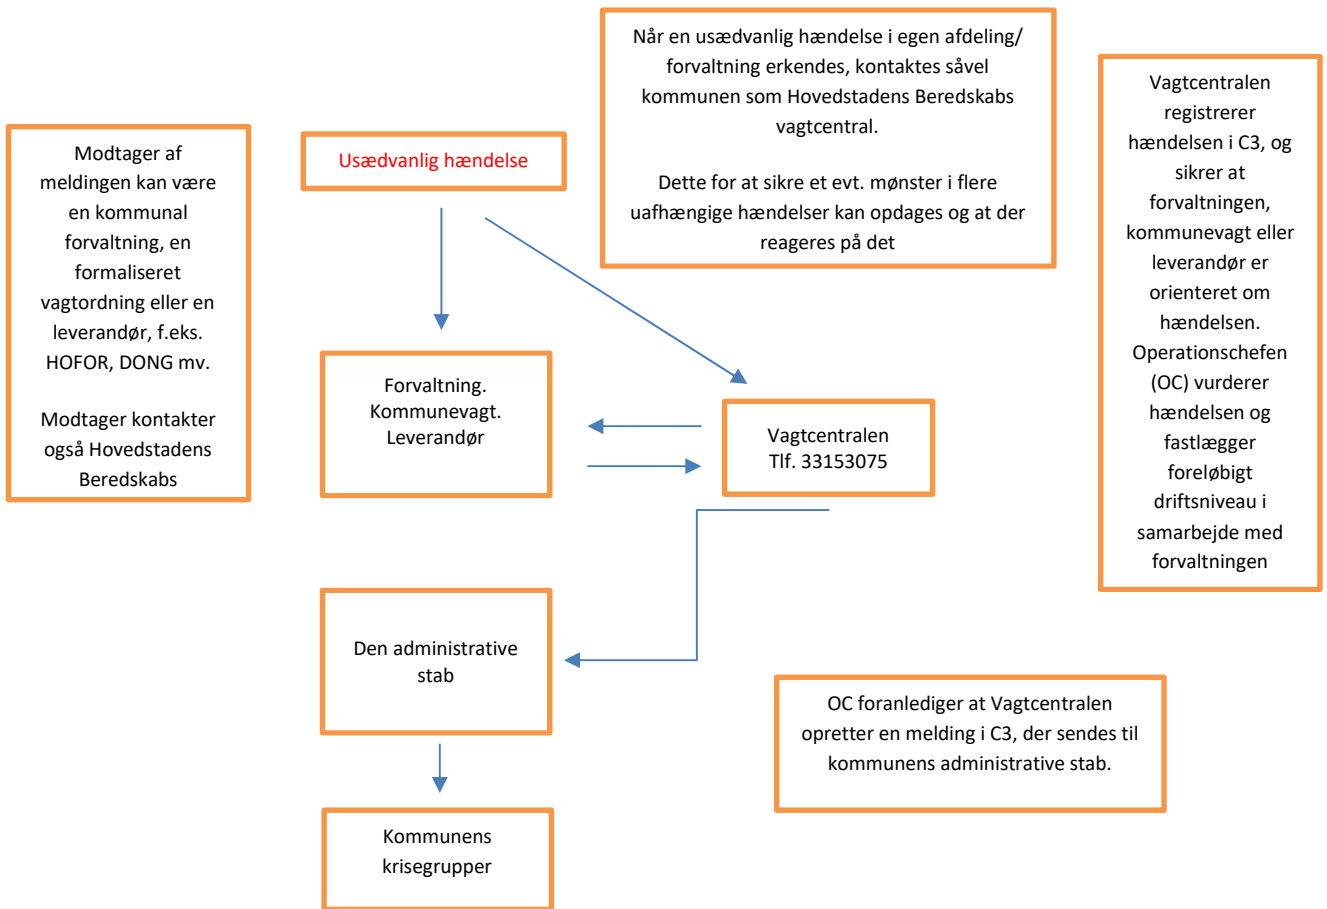 Når en usædvanlig hændelse i egen afdeling/
forvaltning erkendes, kontaktes såvel
kommunen som Hovedstadens Beredskabs
vagtcentral.
Dette for at sikre et evt. mønster i flere
uafhængige hændelser kan opdages og at der
reageres på det
Vagtcentralen
registrerer
hændelsen i C3, og
sikrer at
forvaltningen,
kommunevagt eller
leverandør er
orienteret om
hændelsen.
Operationschefen
(OC) vurderer
hændelsen og
fastlægger
foreløbigt
driftsniveau i
samarbejde med
forvaltningen
Modtager af
meldingen kan være
en kommunal
forvaltning, en
formaliseret
vagtordning eller en
leverandør, f.eks.
HOFOR, DONG mv.
Modtager kontakter
også Hovedstadens
Beredskabs
Usædvanlig hændelse
Forvaltning.
Kommunevagt.
Leverandør
Vagtcentralen
Tlf. 33153075
Den administrative
stab
OC foranlediger at Vagtcentralen
opretter en melding i C3, der sendes til
kommunens administrative stab.
Kommunens
krisegrupper